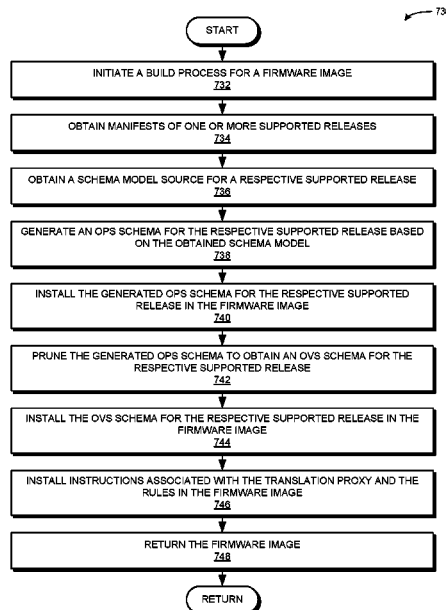 START
INITIATE A BUILD PROCESS FOR A FIRMWARE IMAGE
732
OBTAIN MANIFESTS OF ONE OR MORE SUPPORTED RELEASES
734
OBTAIN A SCHEMA MODEL SOURCE FOR A RESPECTIVE SUPPORTED RELEASE
736
GENERATE AN OPS SCHEMA FOR THE RESPECTIVE SUPPORTED RELEASE
BASED ON THE OBTAINED SCHEMA MODEL
738
INSTALL THE GENERATED OPS SCHEMA FOR THE RESPECTIVE SUPPORTED
RELEASE IN THE FIRMWARE IMAGE
740
PRUNE THE GENERATED OPS SCHEMA TO OBTAIN AN OVS SCHEMA FOR THE
RESPECTIVE SUPPORTED RELEASE
742
INSTALL THE OVS SCHEMA FOR THE RESPECTIVE SUPPORTED RELEASE IN THE
FIRMWARE IMAGE
744
INSTALL INSTRUCTIONS ASSOCIATED WITH THE TRANSLATION PROXY AND THE
RULES IN THE FIRMWARE IMAGE
746
RETURN THE FIRMWARE IMAGE
748
RETURN